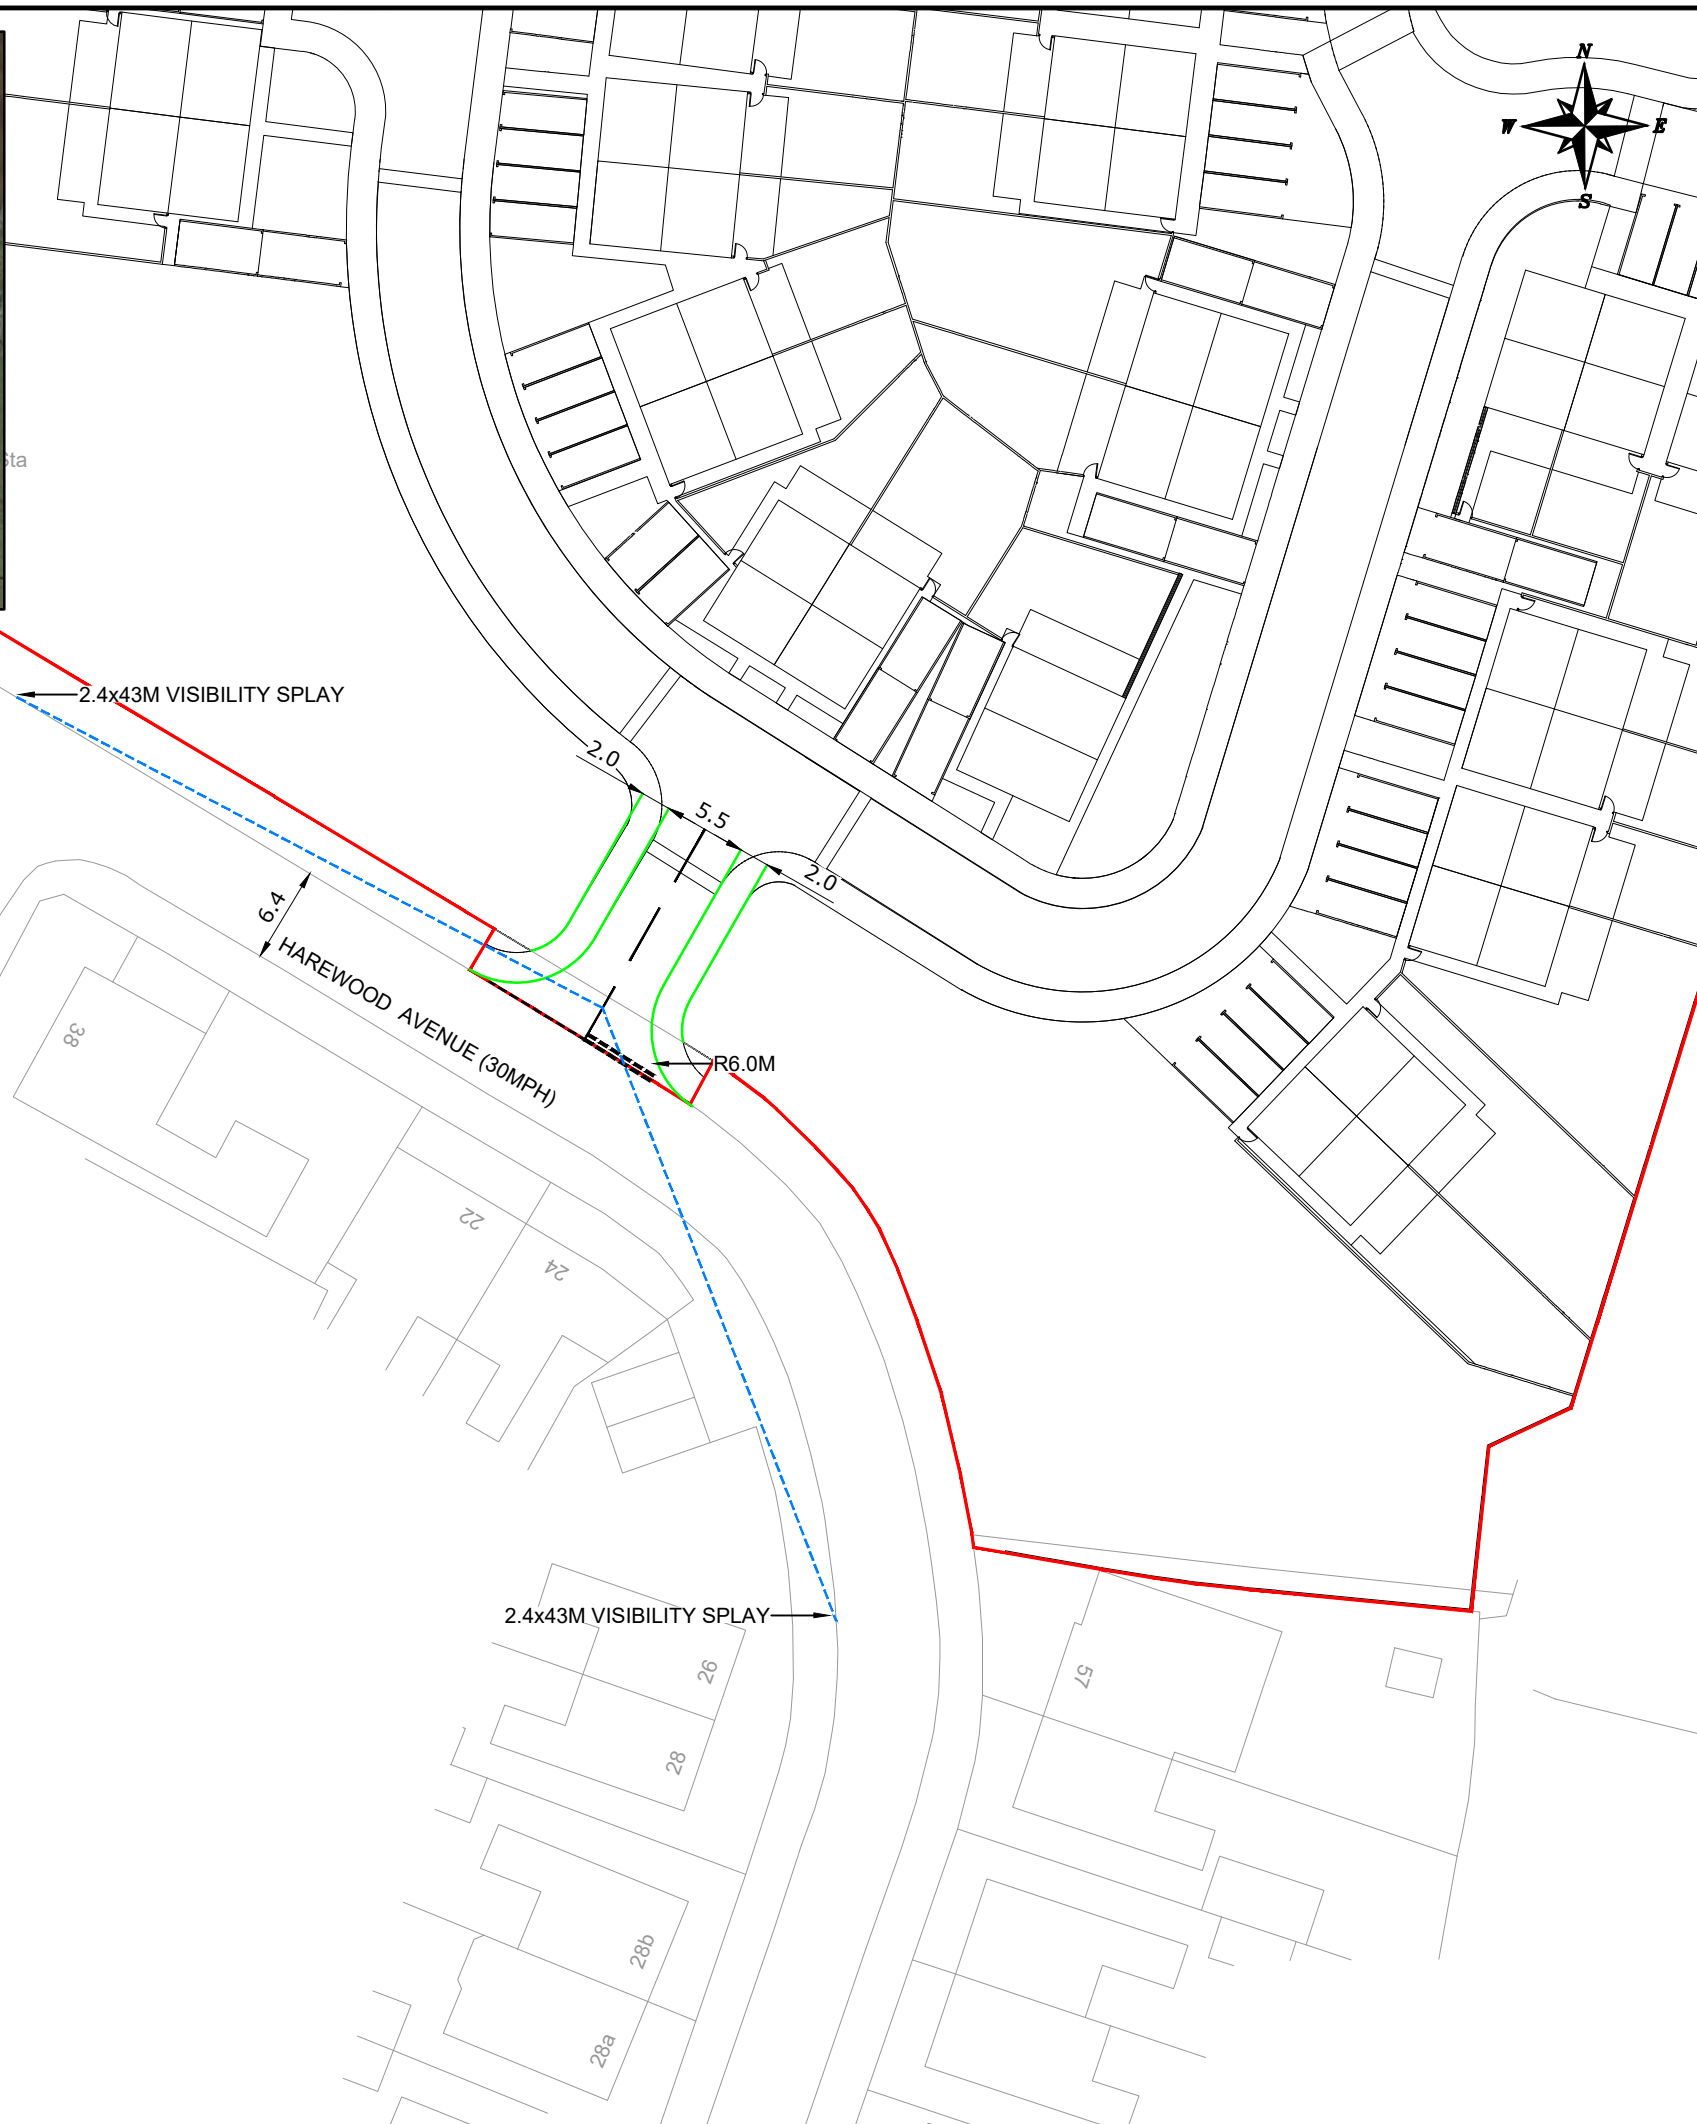 N
W E
S
Sta
2.4x43M VISIBILITY SPLAY
2.0
5.5
2.0
6.4
HAREWOOD AVENUE (30MPH)
R6.0M
38
22
24
2.4x43M VISIBILITY SPLAY
26
57
28
28b
28a